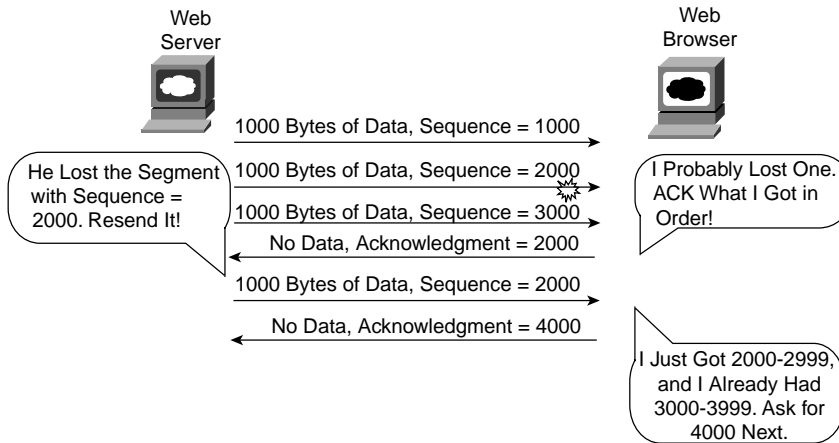 Web
Server
Web
Browser
1000 Bytes of Data, Sequence = 1000
He Lost the Segment
with Sequence =
2000. Resend It!
1000 Bytes of Data, Sequence = 2000
I Probably Lost One.
ACK What I Got in
Order!
1000 Bytes of Data, Sequence = 3000
No Data, Acknowledgment = 2000
1000 Bytes of Data, Sequence = 2000
No Data, Acknowledgment = 4000
I Just Got 2000-2999,
and I Already Had
3000-3999. Ask for
4000 Next.